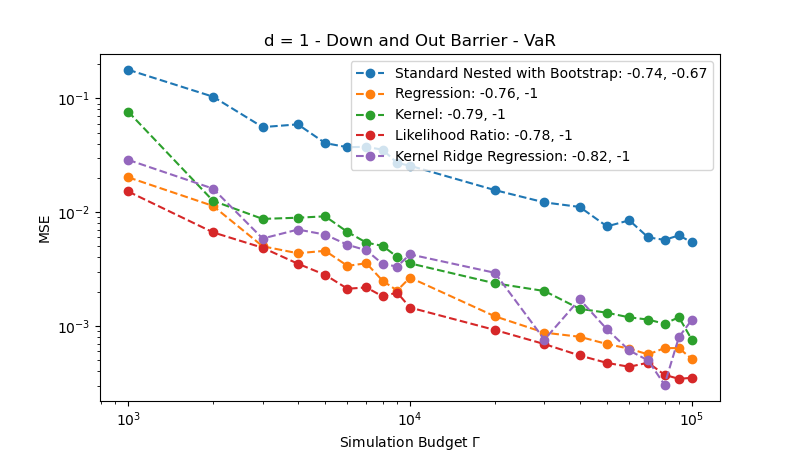 d = 1 - Down and Out Barrier - VaR
Standard Nested with Bootstrap: -0.74, -0.67
Regression: -0.76, -1
Kernel: -0.79, -1
Likelihood Ratio: -0.78, -1
Kernel Ridge Regression: -0.82, -1
MSE
10⁻¹
10⁻²
10⁻³
10³
10⁴
10⁵
Simulation Budget Γ